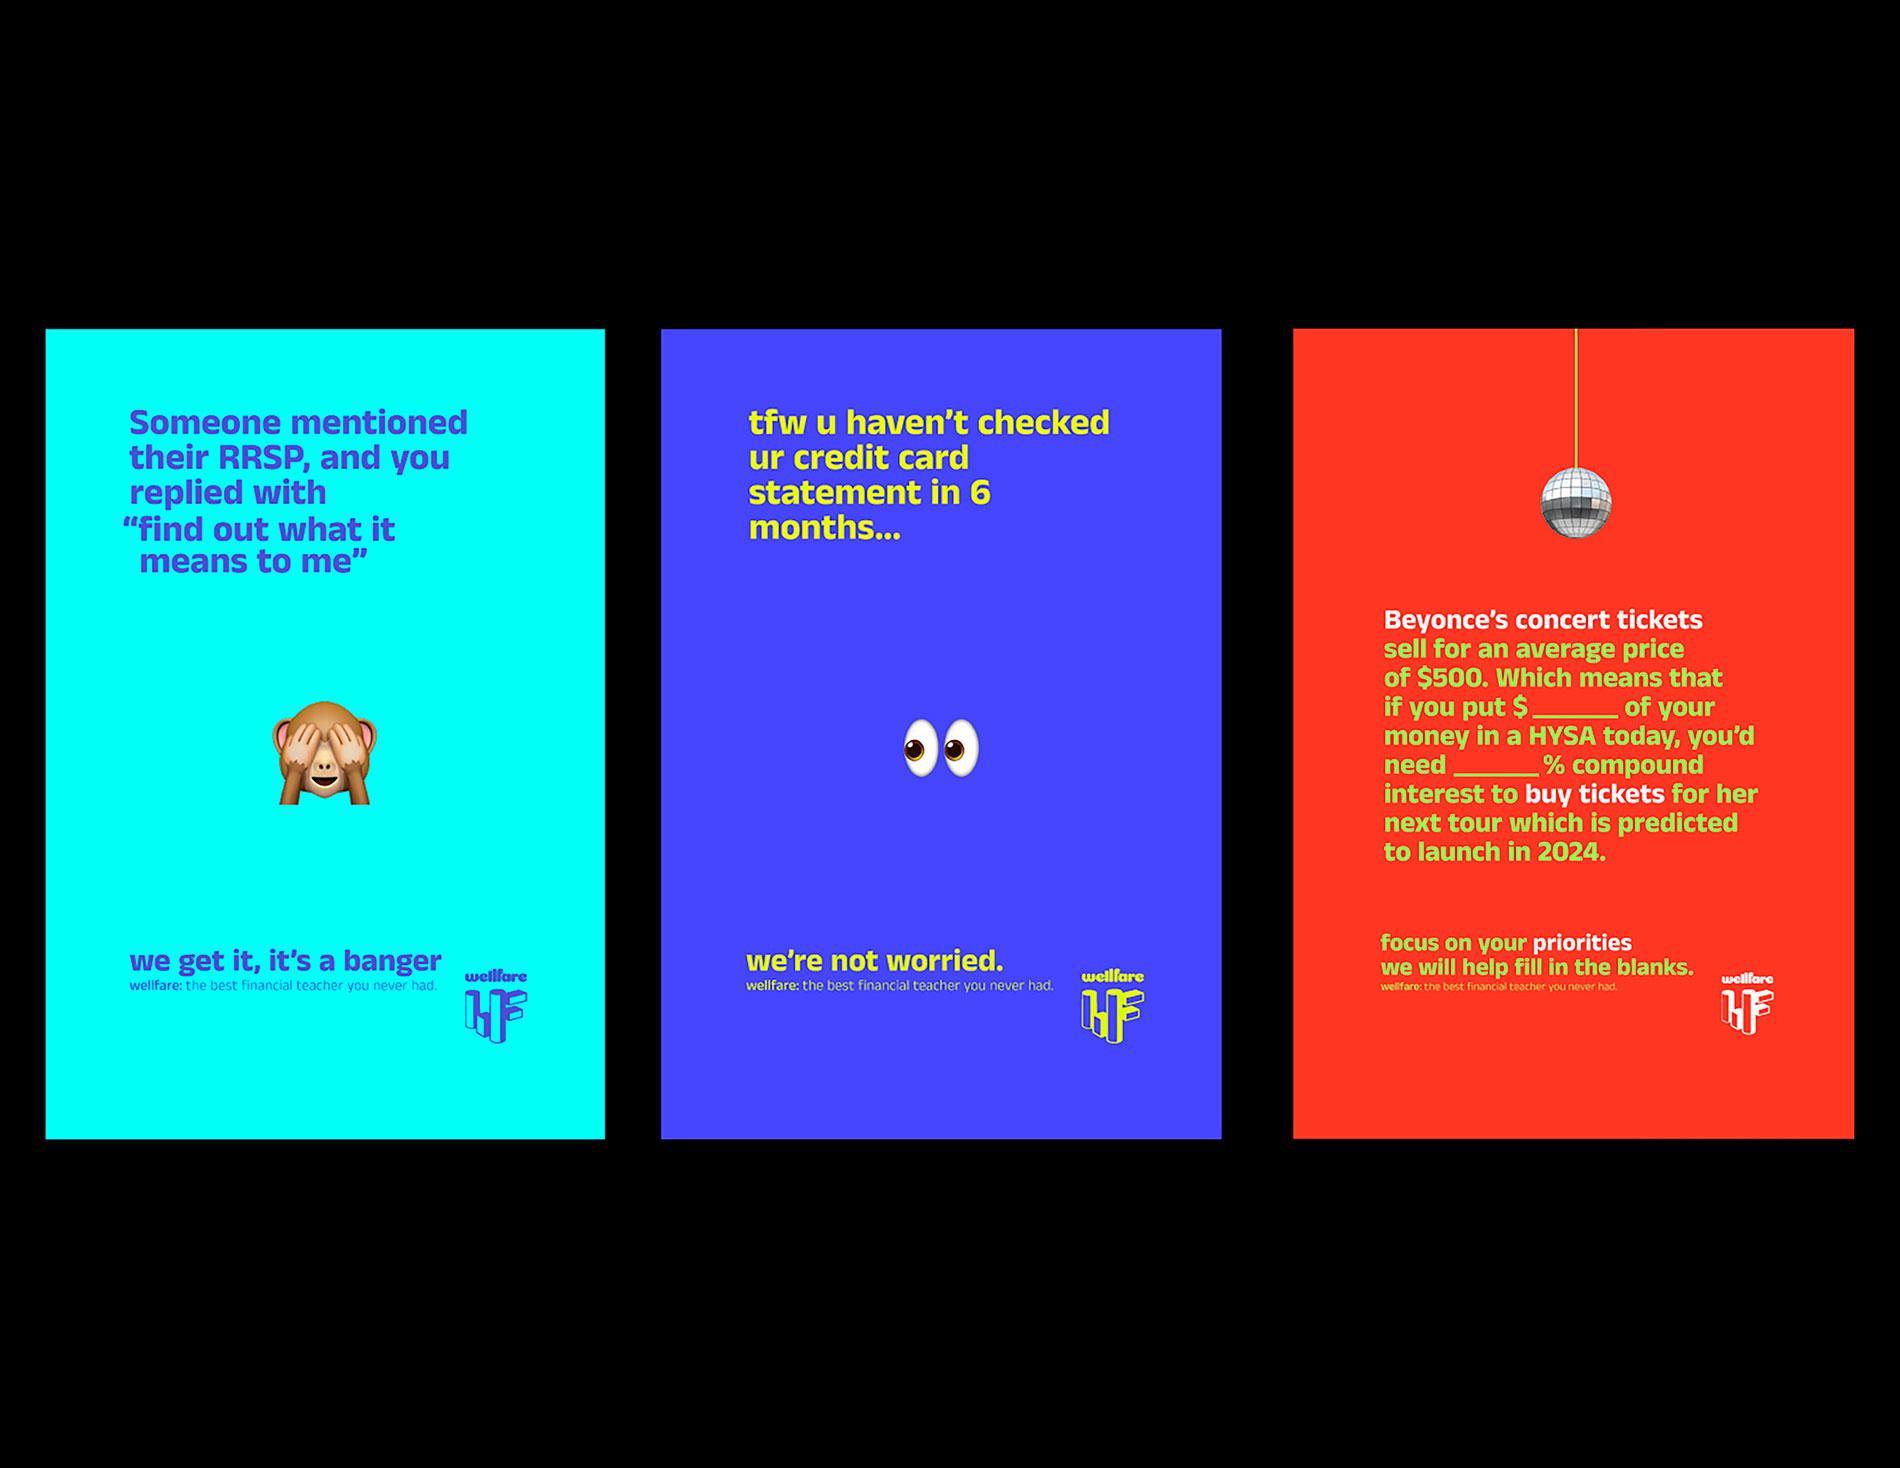 Someone mentioned
their RRSP, and you
replied with
“find out what it
means to me”
we get it, it’s a banger
wellfare: the best financial teacher you never had.
wellfare
WF
tfw u haven’t checked
ur credit card
statement in 6
months...
we’re not worried.
wellfare: the best financial teacher you never had.
wellfare
WF
Beyonce’s concert tickets
sell for an average price
of $500. Which means that
if you put $ ______ of your
money in a HYSA today, you’d
need ______ % compound
interest to buy tickets for her
next tour which is predicted
to launch in 2024.
focus on your priorities
we will help fill in the blanks.
wellfare: the best financial teacher you never had.
wellfare
WF